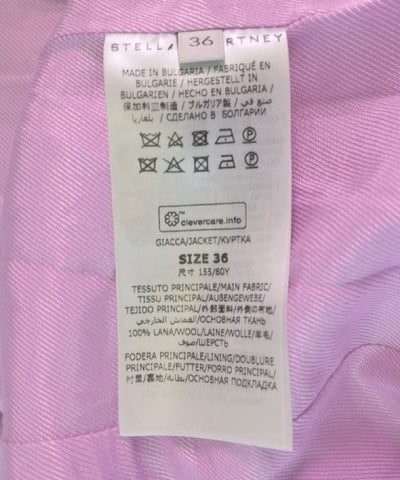 STELL 36 RTNEY
MADE IN BULGARIA / FABRIQUÉ EN
BULGARIE / HERGESTELLT IN
BULGARIEN / HECHO EN BULGARIA /
保加利亚制造 / ブルガリア製 / صنع في
بلغاريا / СДЕЛАНО В БОЛГАРИИ
P
P
clevercare.info
GIACCA/JACKET/КУРТКА
SIZE 36
尺寸 155/80Y
TESSUTO PRINCIPALE/MAIN FABRIC/
TISSU PRINCIPAL/AUßENGEWEBE/
TEJIDO PRINCIPAL/外部面料/外側の布地/
القماش الخارجي/ОСНОВНАЯ ТКАНЬ
100% LANA/WOOL/LAINE/WOLLE/羊毛/
صوف/ШЕРСТЬ
FODERA PRINCIPALE/LINING/DOUBLURE
PRINCIPALE/FUTTER/FORRO PRINCIPAL/
衬里/裏地/بطانة/ОСНОВНАЯ ПОДКЛАДКА